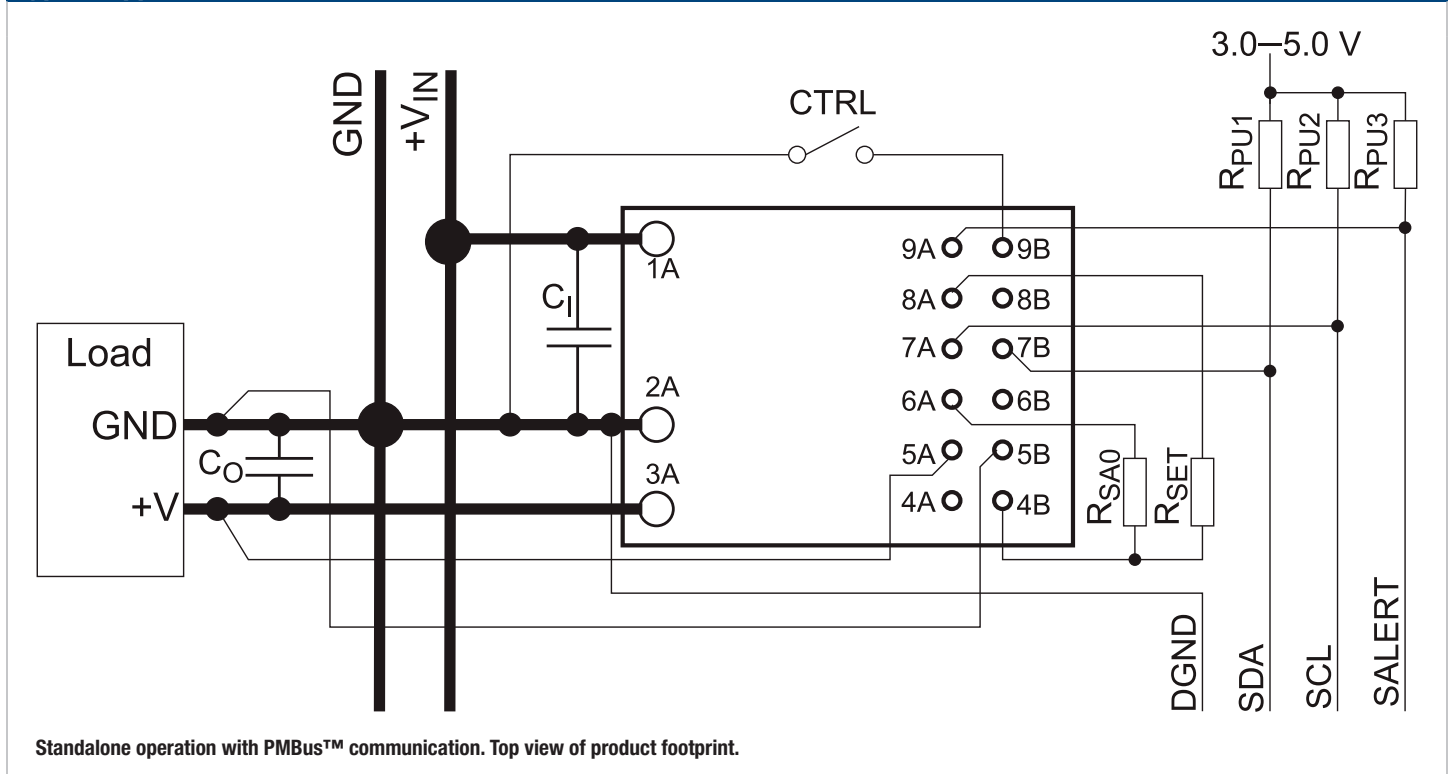 3.0–5.0 V
GND
+VIN
CTRL
RPU1
RPU2
RPU3
1A
9A
9B
8A
8B
CI
7A
7B
Load
2A
6A
6B
GND
CO
5A
5B
3A
+V
4A
4B
RSA0
RSET
DGND
SDA
SCL
SALERT
Standalone operation with PMBus™ communication. Top view of product footprint.